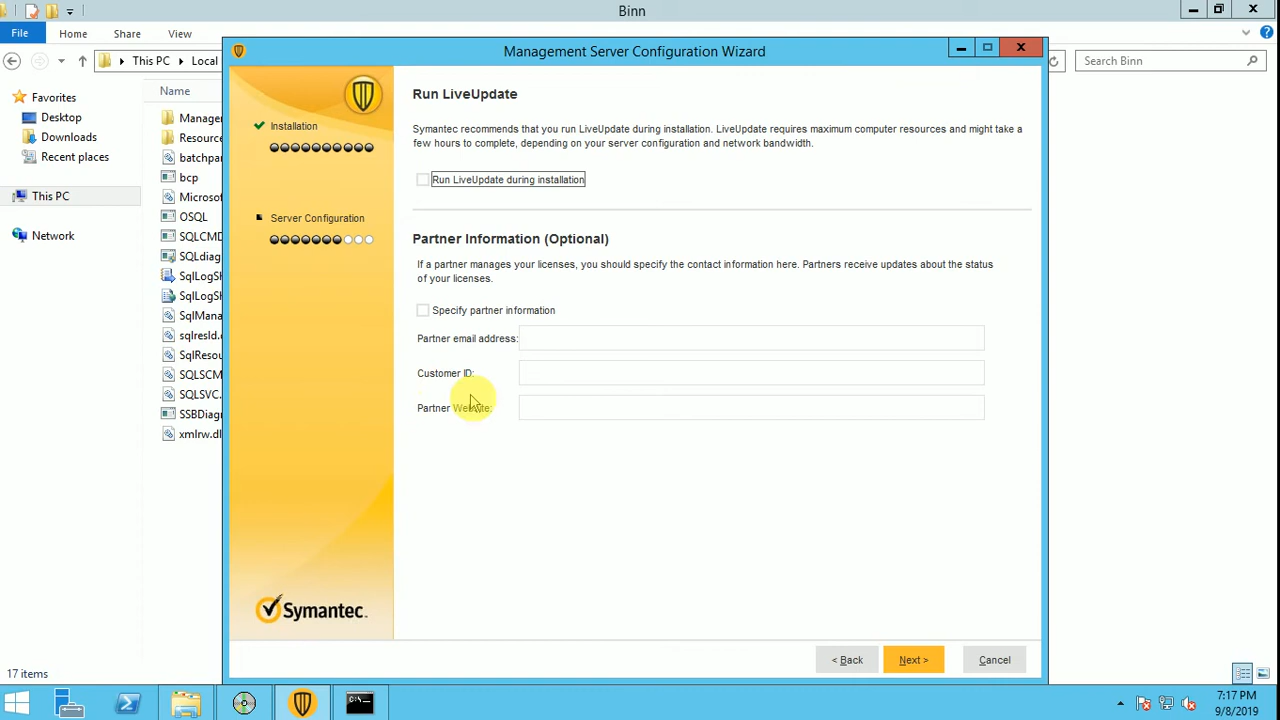 Binn
File
Home
Share
View
Management Server Configuration Wizard
This PC
Local
Search Binn
Favorites
Desktop
Downloads
Recent places
This PC
Network
Name
Manager
Resourc
batchpar
bcp
Microsof
OSQL
SQLCMD
SQLdiag
SqlLogSh
SqlLogSh
SqlMana
sqlresld.c
SqlResou
SQLSCM
SQLSVC.
SSBDiagn
xmlrw.dl
Installation
Server Configuration
Symantec.
Run LiveUpdate
Symantec recommends that you run LiveUpdate during installation. LiveUpdate requires maximum computer resources and might take a
few hours to complete, depending on your server configuration and network bandwidth.
Run LiveUpdate during installation
Partner Information (Optional)
If a partner manages your licenses, you should specify the contact information here. Partners receive updates about the status
of your licenses.
Specify partner information
Partner email address:
Customer ID:
Partner Website:
< Back
Next >
Cancel
17 items
C:\
7:17 PM
9/8/2019